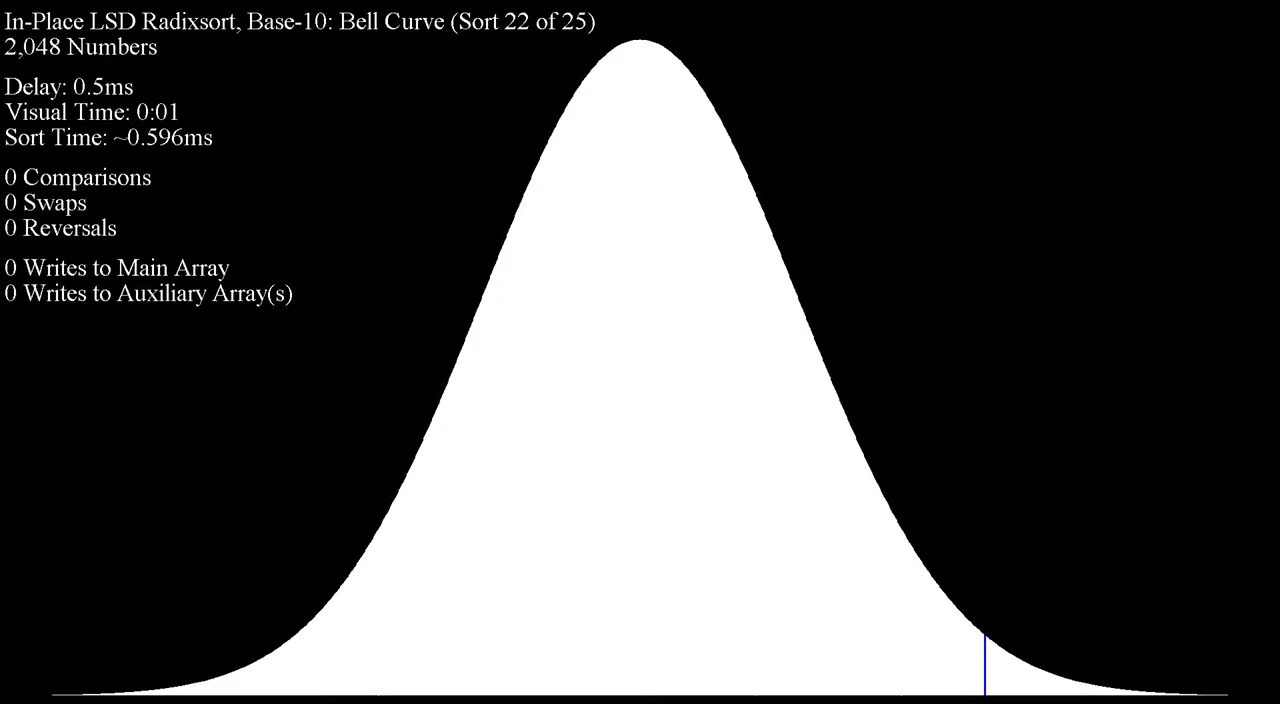 In-Place LSD Radixsort, Base-10: Bell Curve (Sort 22 of 25)
2,048 Numbers
Delay: 0.5ms
Visual Time: 0:01
Sort Time: ~0.596ms
0 Comparisons
0 Swaps
0 Reversals
0 Writes to Main Array
0 Writes to Auxiliary Array(s)